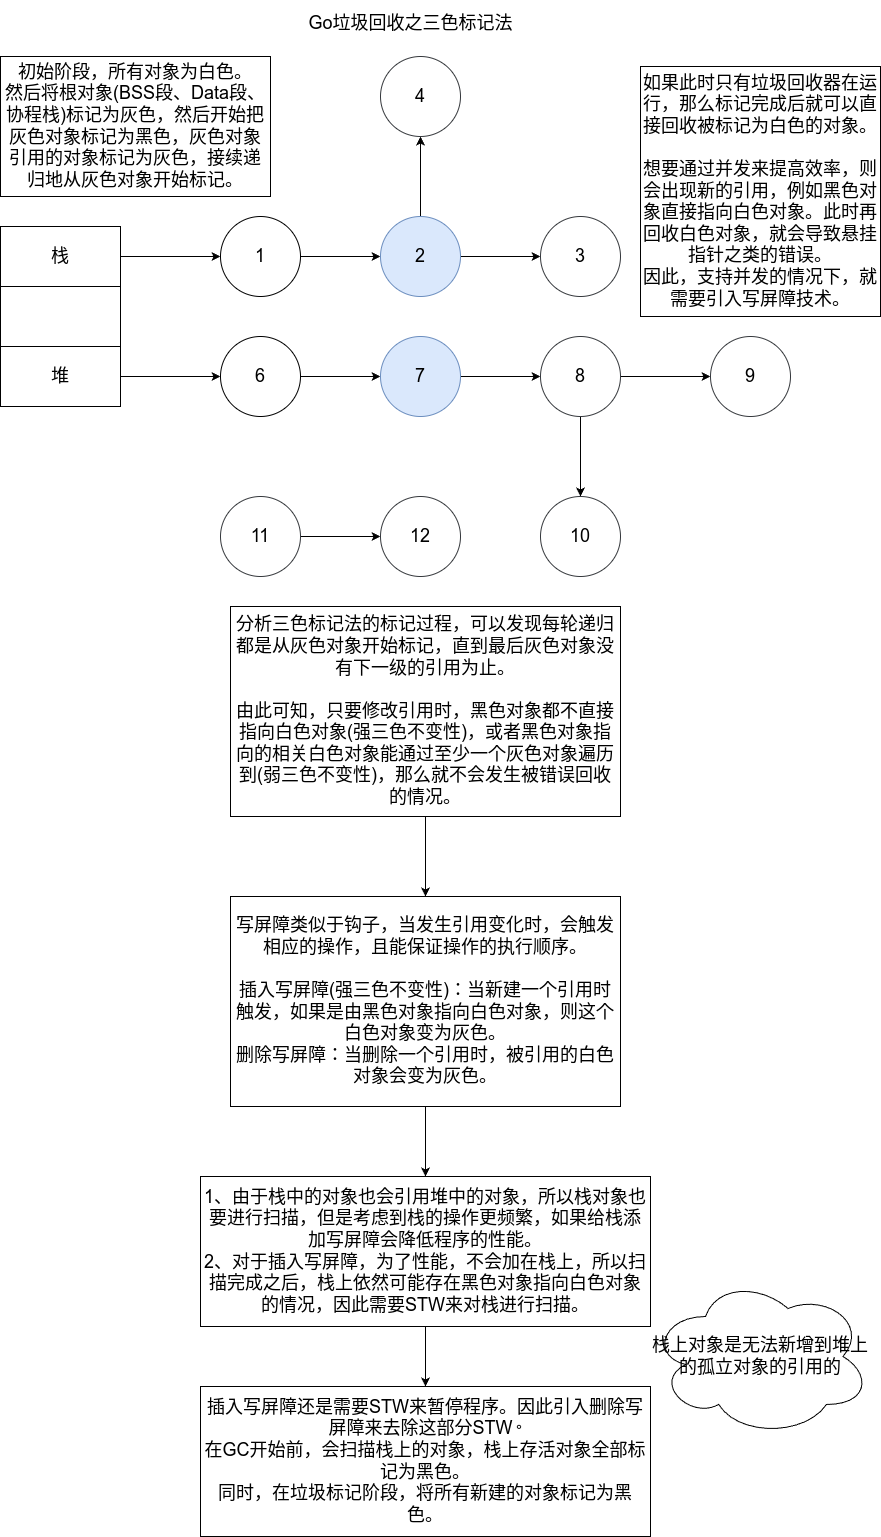 Go垃圾回收之三色标记法
初始阶段，所有对象为白色。
然后将根对象(BSS段、Data段、
协程栈)标记为灰色，然后开始把
灰色对象标记为黑色，灰色对象
引用的对象标记为灰色，接续递
归地从灰色对象开始标记。
4
如果此时只有垃圾回收器在运
行，那么标记完成后就可以直
接回收被标记为白色的对象。
想要通过并发来提高效率，则
会出现新的引用，例如黑色对
象直接指向白色对象。此时再
回收白色对象，就会导致悬挂
指针之类的错误。
因此，支持并发的情况下，就
需要引入写屏障技术。
栈
1
2
3
堆
6
7
8
9
11
12
10
分析三色标记法的标记过程，可以发现每轮递归
都是从灰色对象开始标记，直到最后灰色对象没
有下一级的引用为止。
由此可知，只要修改引用时，黑色对象都不直接
指向白色对象(强三色不变性)，或者黑色对象指
向的相关白色对象能通过至少一个灰色对象遍历
到(弱三色不变性)，那么就不会发生被错误回收
的情况。
写屏障类似于钩子，当发生引用变化时，会触发
相应的操作，且能保证操作的执行顺序。
插入写屏障(强三色不变性)：当新建一个引用时
触发，如果是由黑色对象指向白色对象，则这个
白色对象变为灰色。
删除写屏障：当删除一个引用时，被引用的白色
对象会变为灰色。
1、由于栈中的对象也会引用堆中的对象，所以栈对象也
要进行扫描，但是考虑到栈的操作更频繁，如果给栈添
加写屏障会降低程序的性能。
2、对于插入写屏障，为了性能，不会加在栈上，所以扫
描完成之后，栈上依然可能存在黑色对象指向白色对象
的情况，因此需要STW来对栈进行扫描。
栈上对象是无法新增到堆上
的孤立对象的引用的
插入写屏障还是需要STW来暂停程序。因此引入删除写
屏障来去除这部分STW。
在GC开始前，会扫描栈上的对象，栈上存活对象全部标
记为黑色。
同时，在垃圾标记阶段，将所有新建的对象标记为黑
色。